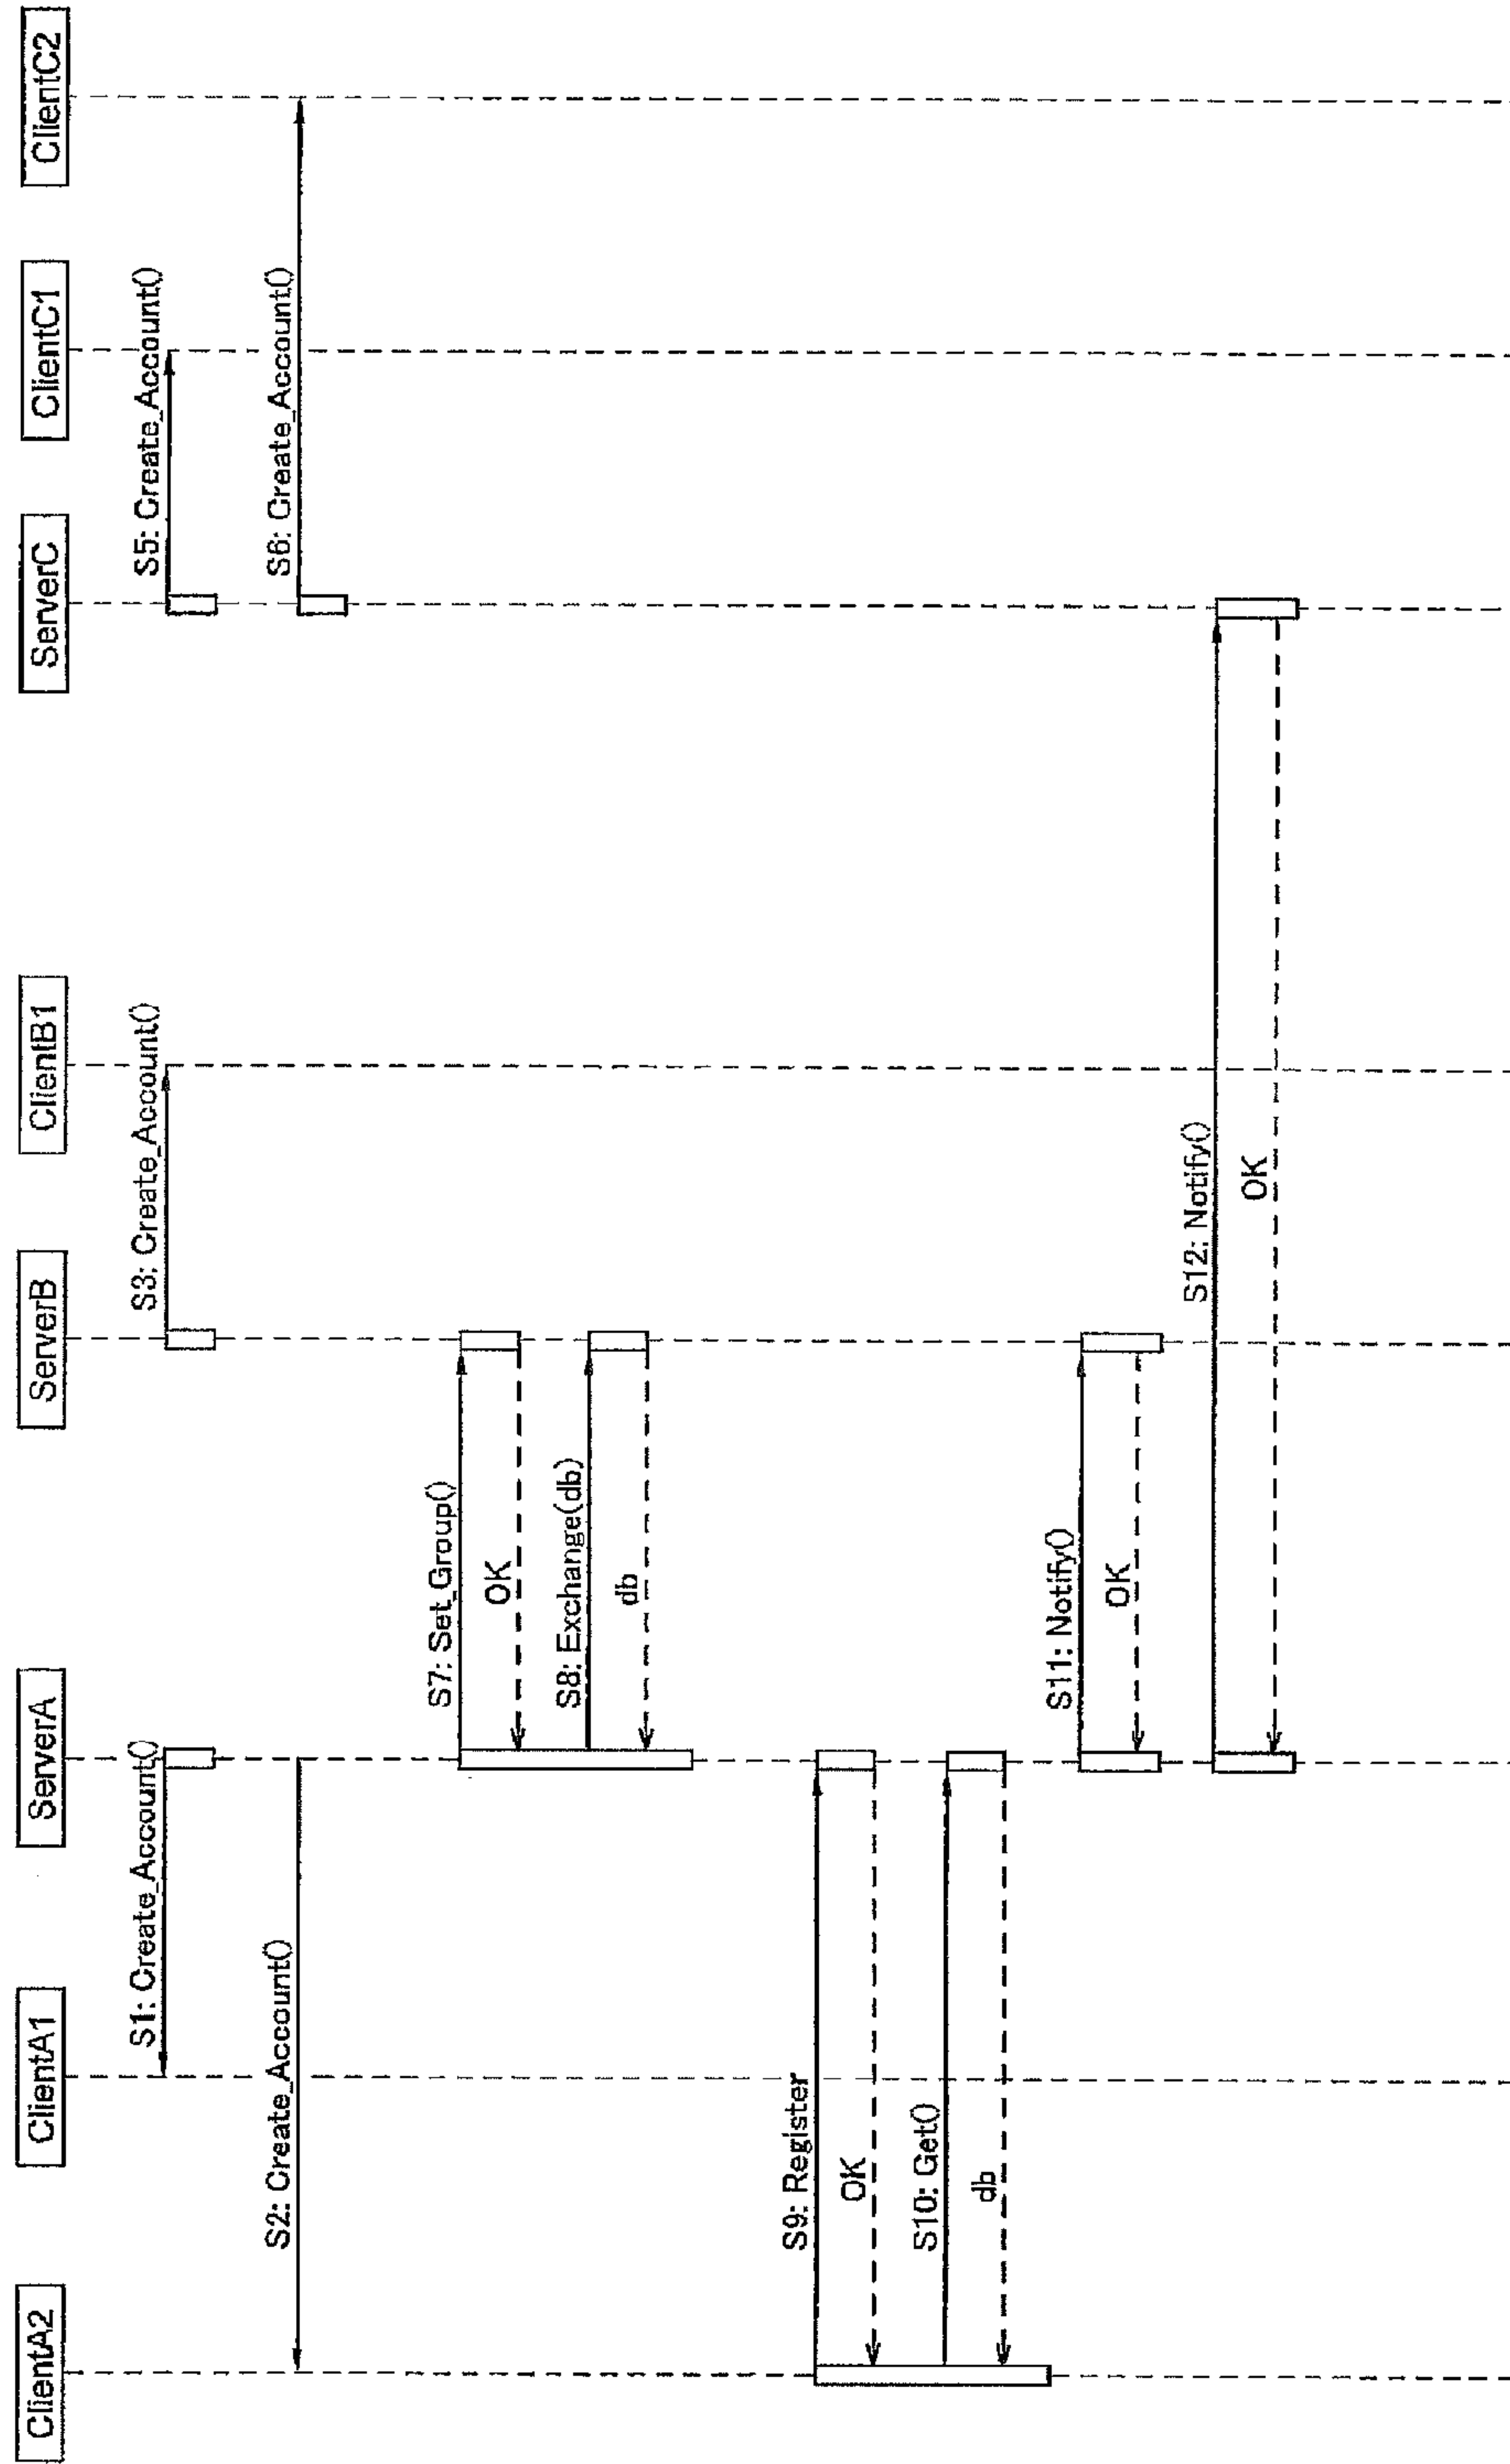 ClientA2
ClientA1
ServerA
ServerB
ClientB1
ServerC
ClientC1
ClientC2
S1: Create_Account()
S3: Create_Account()
S5: Create_Account()
S2: Create_Account()
S6: Create_Account()
S7: Set_Group()
OK
S8: Exchange(db)
db
S9: Register
OK
S10: Get()
db
S11: Notify()
OK
S12: Notify()
OK